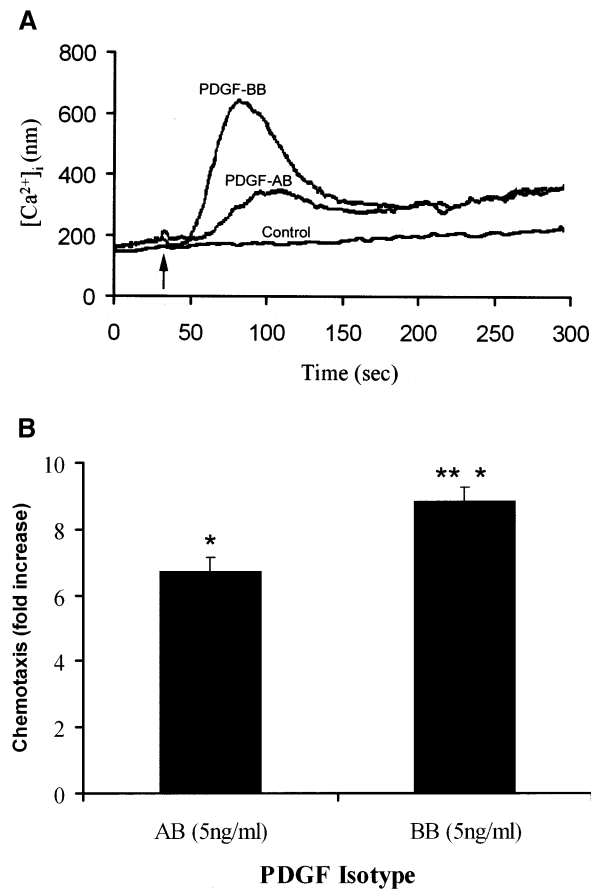 A
800
600
400
200
0
[Ca2+]i (nm)
PDGF-BB
PDGF-AB
Control
0 50 100 150 200 250 300
Time (sec)
B
10
8
6
4
2
0
Chemotaxis (fold increase)
*
** *
AB (5ng/ml) BB (5ng/ml)
PDGF Isotype